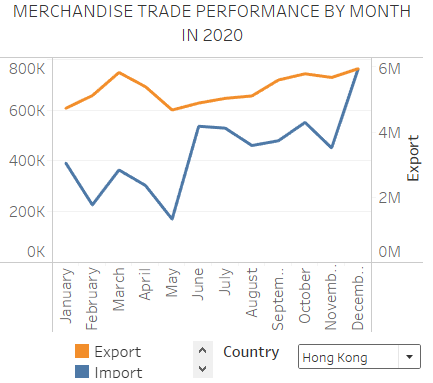 MERCHANDISE TRADE PERFORMANCE BY MONTH
IN 2020
800K
600K
400K
200K
0K
6M
4M
2M
0M
Export
January
February
March
April
May
June
July
August
Septem..
October
Novemb..
Decemb..
Export
Import
Country
Hong Kong